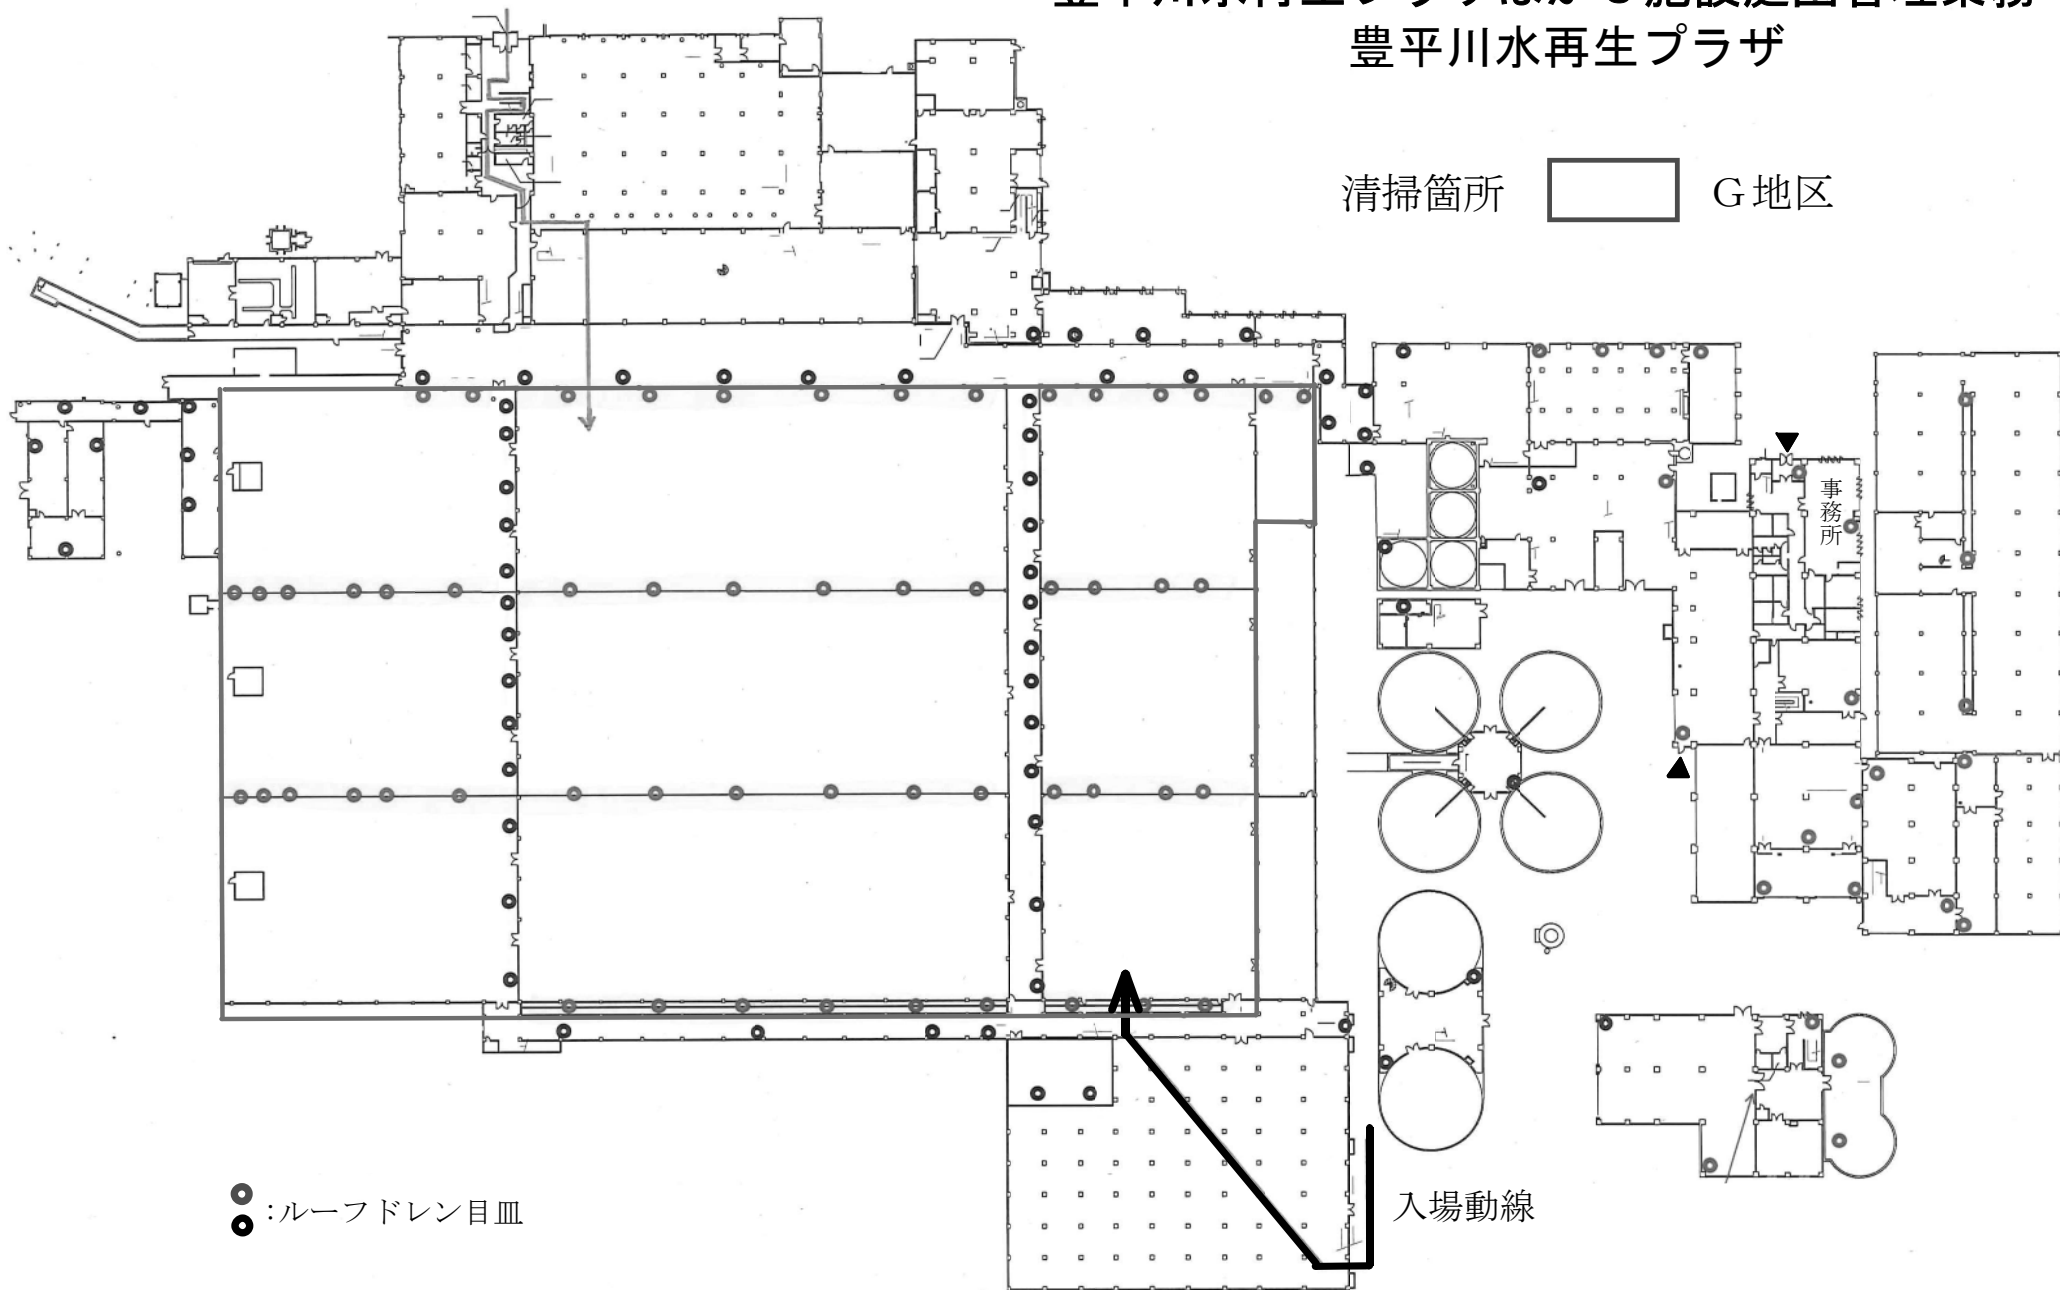 豊平川水再生プラザ
清掃箇所
G地区
事務所
:ルーフドレン目皿
入場動線